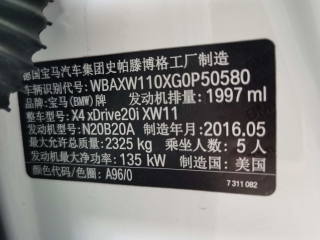 德国宝马汽车集团史帕滕博格工厂制造
车辆识别代号: WBAXW110XG0P50580
品牌: 宝马(BMW)牌 发动机排量: 1997 ml
整车型号: X4 xDrive20i XW11
发动机型号: N20B20A 制造年月: 2016.05
最大允许总质量: 2325 kg 乘坐人数: 5 人
发动机最大净功率: 135 kW 制造国: 美国
颜色代码/色圈: A96/0
7 311 082